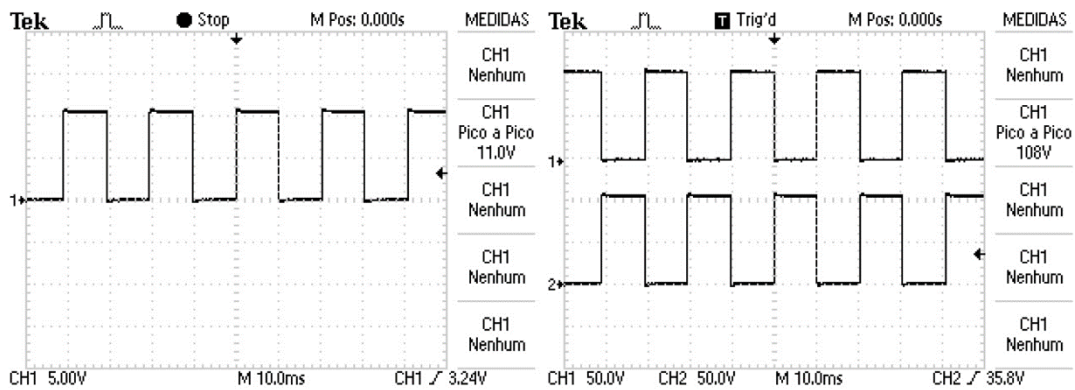 Tek Stop M Pos: 0.000s MEDIDAS
CH1
Nenhum
CH1
Pico a Pico
11.0V
CH1
Nenhum
CH1
Nenhum
CH1
Nenhum
1
CH1 5.00V M 10.0ms CH1 3.24V
Tek T Trig'd M Pos: 0.000s MEDIDAS
CH1
Nenhum
CH1
Pico a Pico
108V
CH1
Nenhum
CH1
Nenhum
CH1
Nenhum
1
2
CH1 50.0V CH2 50.0V M 10.0ms CH2 35.8V